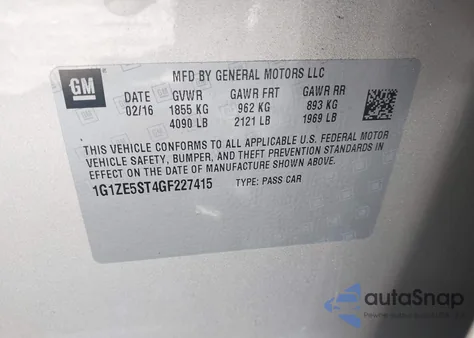 GM
MFD BY GENERAL MOTORS LLC
DATE GVWR GAWR FRT GAWR RR
02/16 1855 KG 962 KG 893 KG
4090 LB 2121 LB 1969 LB
THIS VEHICLE CONFORMS TO ALL APPLICABLE U.S. FEDERAL MOTOR
VEHICLE SAFETY, BUMPER, AND THEFT PREVENTION STANDARDS IN
EFFECT ON THE DATE OF MANUFACTURE SHOWN ABOVE.
1G1ZE5ST4GF227415 TYPE: PASS CAR
autoSnap